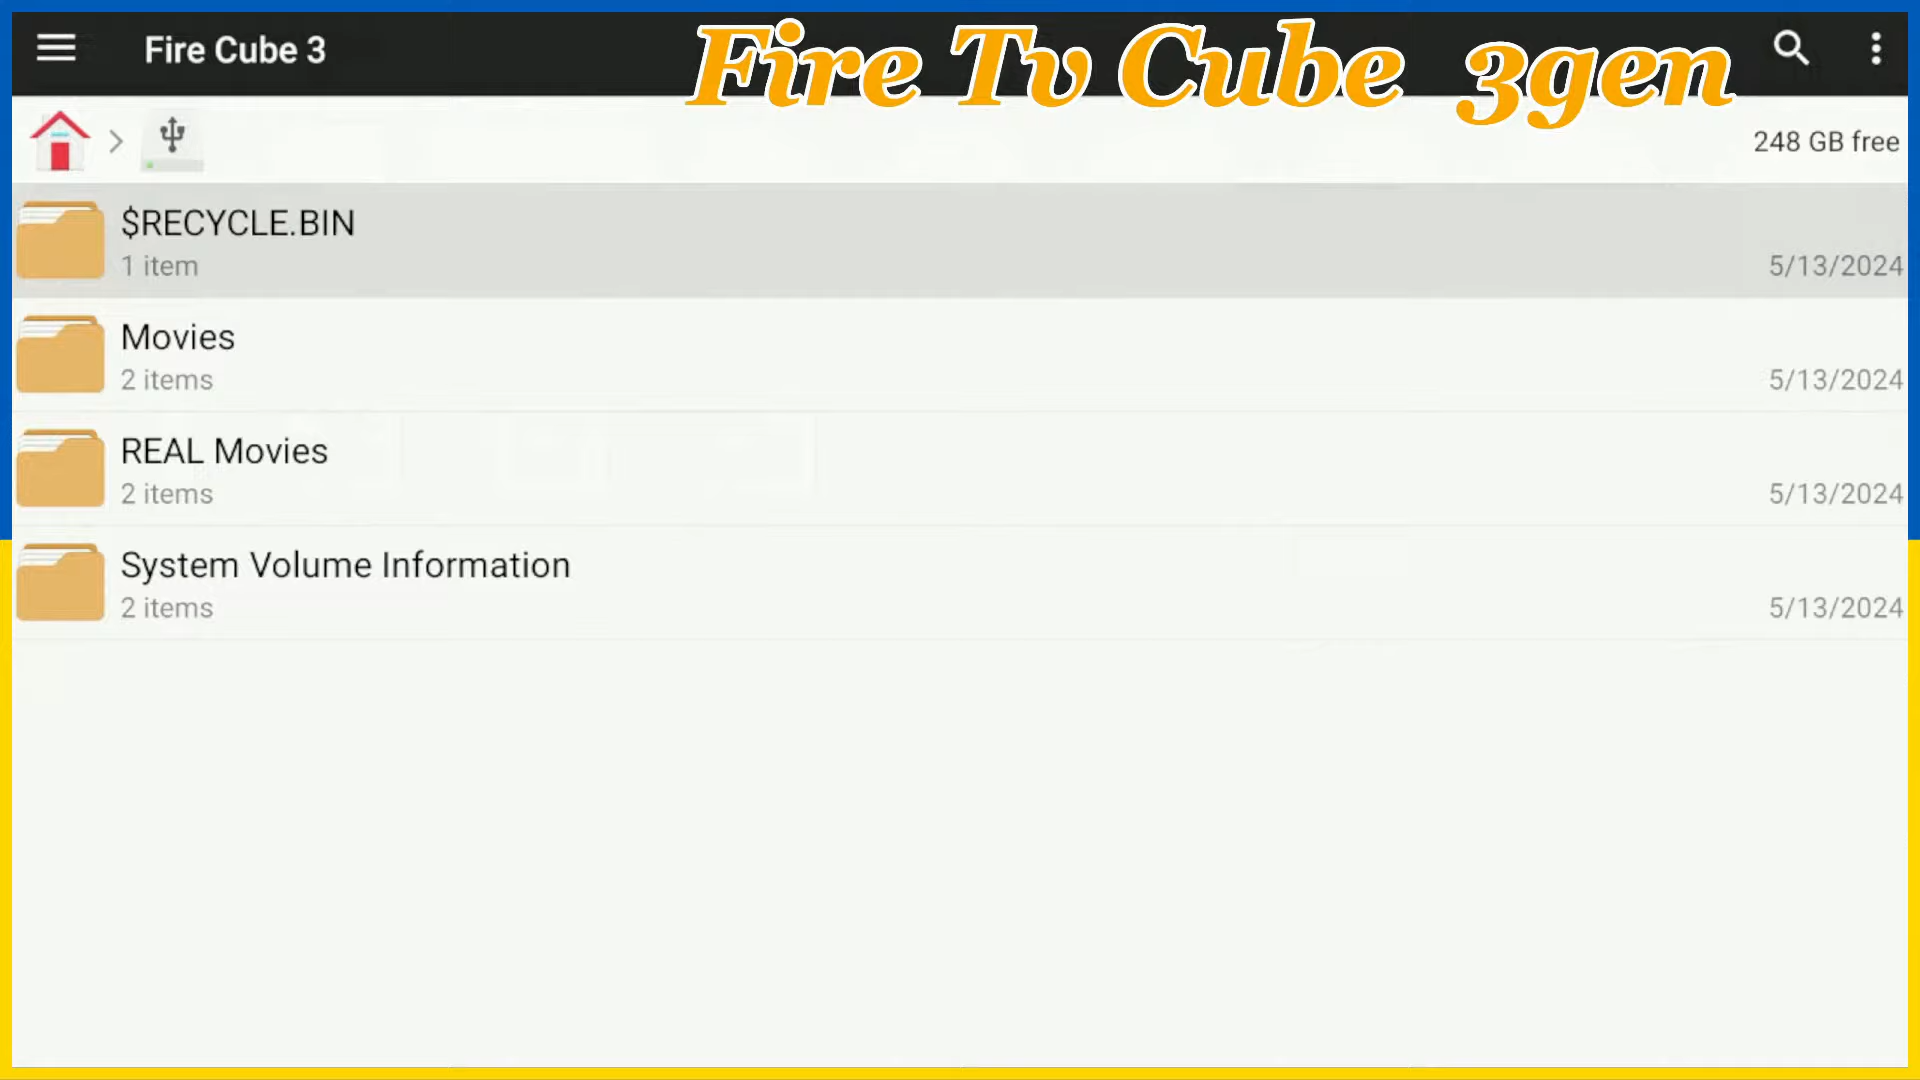 Fire Cube 3
Fire Tv Cube 3gen
248 GB free
$RECYCLE.BIN
1 item
5/13/2024
Movies
2 items
5/13/2024
REAL Movies
2 items
5/13/2024
System Volume Information
2 items
5/13/2024